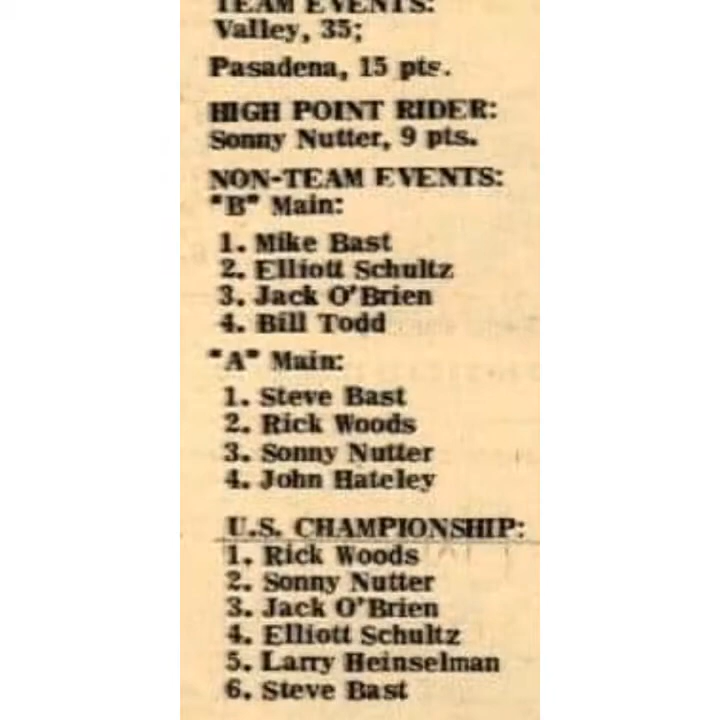 TEAM EVENTS:
Valley, 35;
Pasadena, 15 pts.
HIGH POINT RIDER:
Sonny Nutter, 9 pts.
NON-TEAM EVENTS:
"B" Main:
1. Mike Bast
2. Elliott Schultz
3. Jack O'Brien
4. Bill Todd
"A" Main:
1. Steve Bast
2. Rick Woods
3. Sonny Nutter
4. John Hateley
U.S. CHAMPIONSHIP:
1. Rick Woods
2. Sonny Nutter
3. Jack O'Brien
4. Elliott Schultz
5. Larry Heinselman
6. Steve Bast